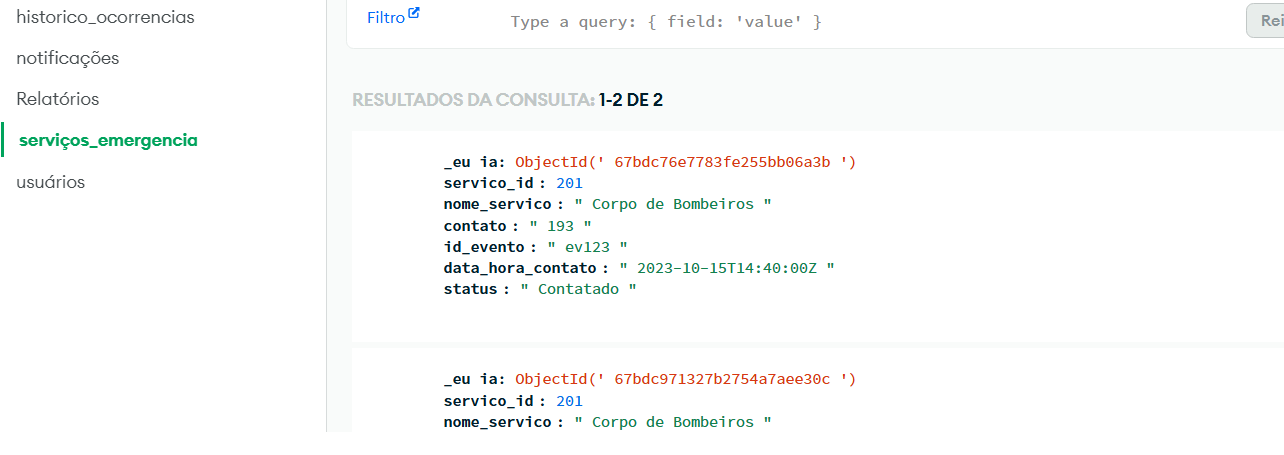 historico_ocorrencias
notificações
Relatórios
serviços_emergencia
usuários
Filtro
Type a query: { field: 'value' }
Rei
RESULTADOS DA CONSULTA: 1-2 DE 2
_eu ia: ObjectId(' 67bdc76e7783fe255bb06a3b ')
servico_id : 201
nome_servico : " Corpo de Bombeiros "
contato : " 193 "
id_evento : " ev123 "
data_hora_contato : " 2023-10-15T14:40:00Z "
status : " Contatado "
_eu ia: ObjectId(' 67bdc971327b2754a7aee30c ')
servico_id : 201
nome_servico : " Corpo de Bombeiros "